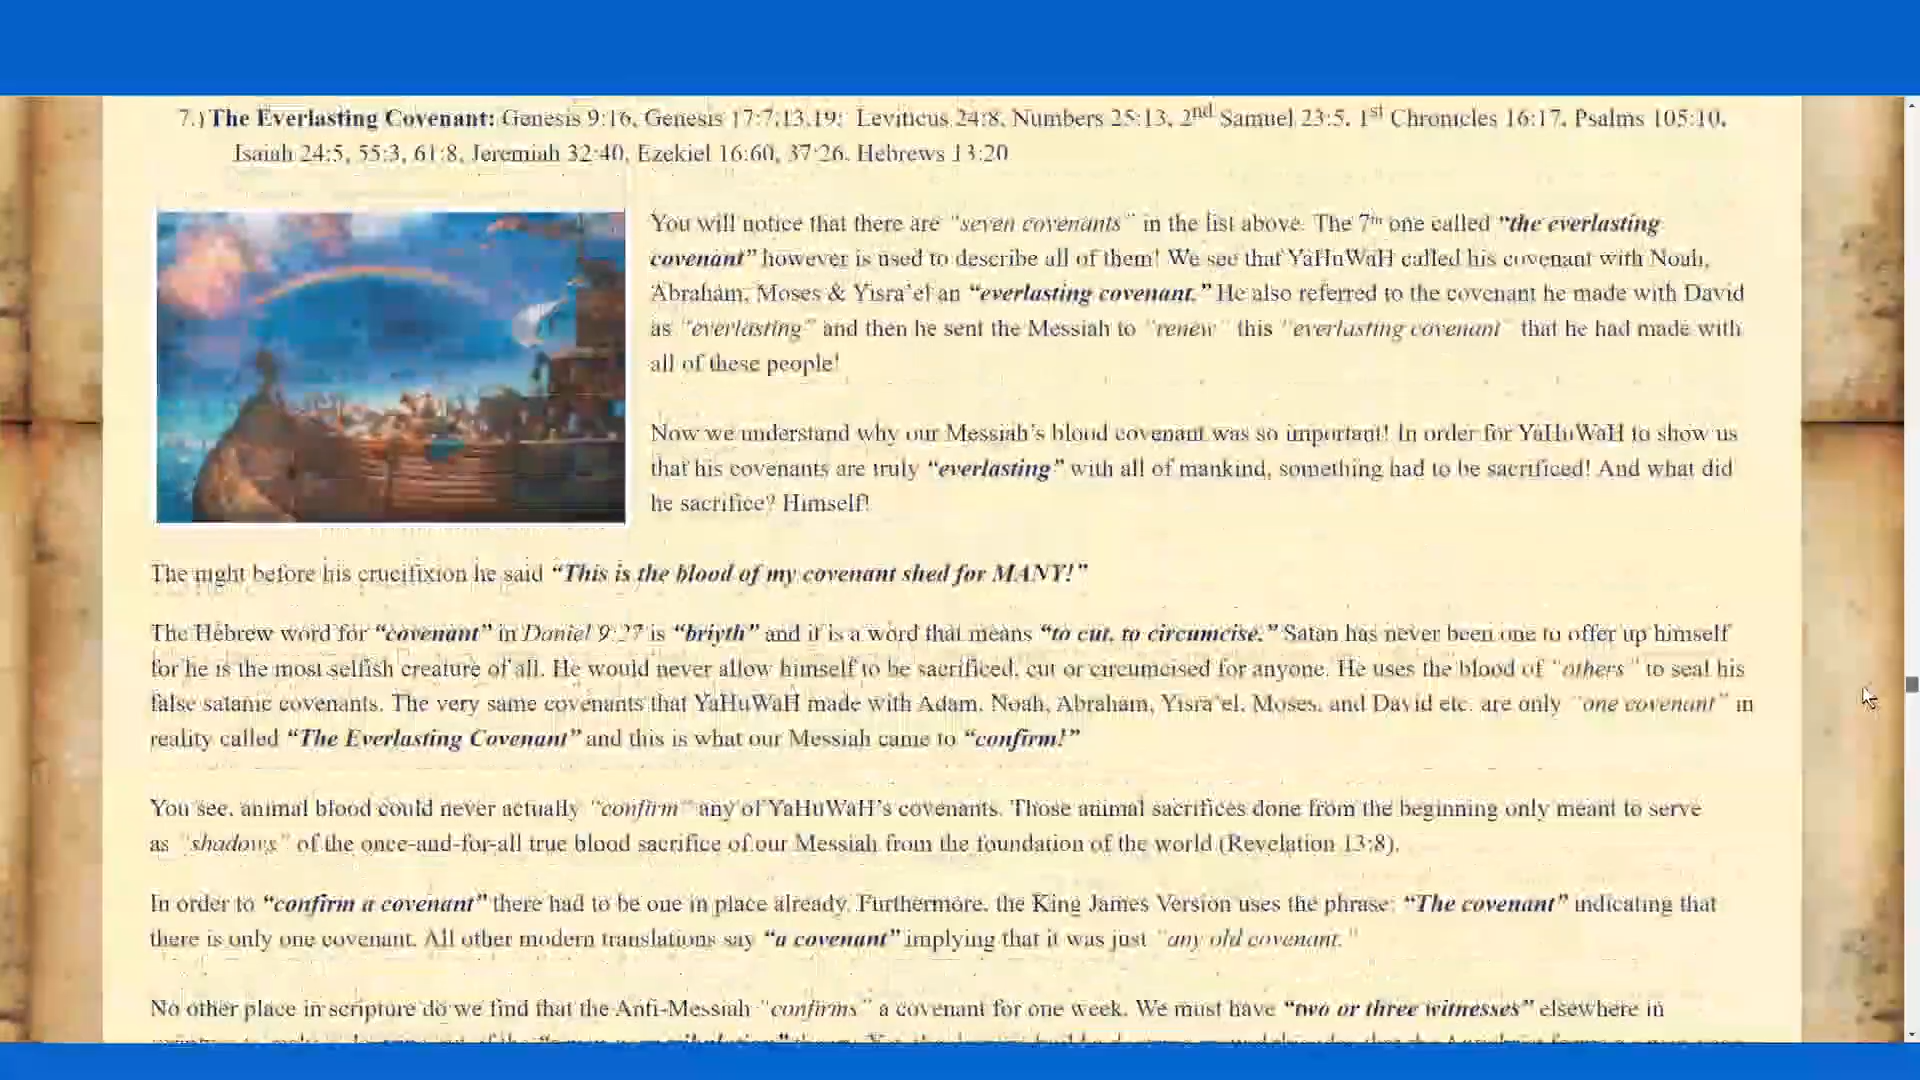 7.) The Everlasting Covenant: Genesis 9:16, Genesis 17:7,13,19; Leviticus 24:8, Numbers 25:13, 2nd Samuel 23:5, 1st Chronicles 16:17, Psalms 105:10,
Isaiah 24:5, 55:3, 61:8, Jeremiah 32:40, Ezekiel 16:60, 37:26, Hebrews 13:20
You will notice that there are "seven covenants" in the list above. The 7th one called "the everlasting
covenant" however is used to describe all of them! We see that YaHuWaH called his covenant with Noah,
Abraham, Moses & Yisra'el an "everlasting covenant." He also referred to the covenant he made with David
as "everlasting" and then he sent the Messiah to "renew" this "everlasting covenant" that he had made with
all of these people!
Now we understand why our Messiah's blood covenant was so important! In order for YaHuWaH to show us
that his covenants are truly "everlasting" with all of mankind, something had to be sacrificed! And what did
he sacrifice? Himself!
The night before his crucifixion he said "This is the blood of my covenant shed for MANY!"
The Hebrew word for "covenant" in Daniel 9:27 is "briyth" and it is a word that means "to cut, to circumcise." Satan has never been one to offer up himself
for he is the most selfish creature of all. He would never allow himself to be sacrificed, cut or circumcised for anyone. He uses the blood of "others" to seal his
false satanic covenants. The very same covenants that YaHuWaH made with Adam, Noah, Abraham, Yisra'el, Moses, and David etc. are only "one covenant" in
reality called "The Everlasting Covenant" and this is what our Messiah came to "confirm!"
You see, animal blood could never actually "confirm" any of YaHuWaH's covenants. Those animal sacrifices done from the beginning only meant to serve
as "shadows" of the once-and-for-all true blood sacrifice of our Messiah from the foundation of the world (Revelation 13:8).
In order to "confirm a covenant" there had to be one in place already. Furthermore, the King James Version uses the phrase; "The covenant" indicating that
there is only one covenant. All other modern translations say "a covenant" implying that it was just "any old covenant."
No other place in scripture do we find that the Anti-Messiah "confirms" a covenant for one week. We must have "two or three witnesses" elsewhere in